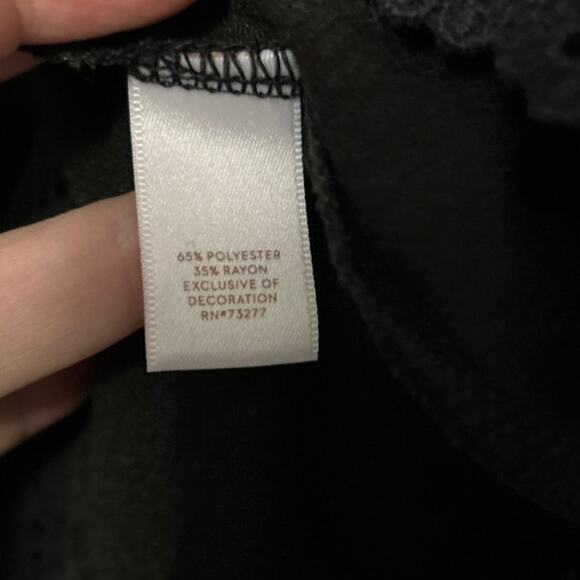 65% POLYESTER
35% RAYON
EXCLUSIVE OF
DECORATION
RN#73277